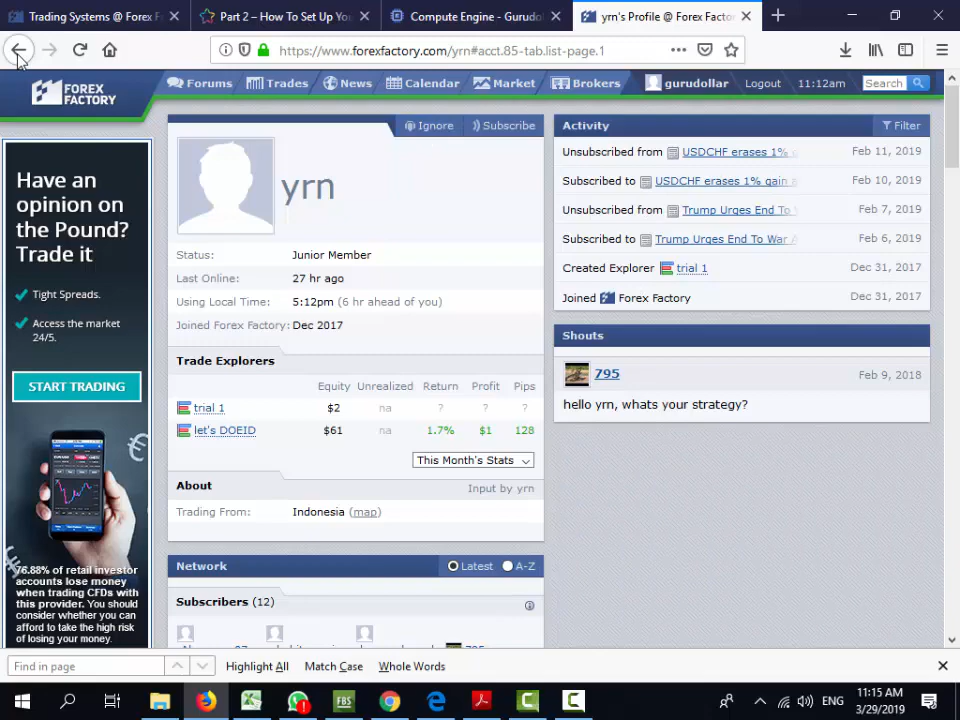 Trading Systems @ Forex F
Part 2 – How To Set Up You
Compute Engine - Gurudol
yrn's Profile @ Forex Factor
https://www.forexfactory.com/yrn#acct.85-tab.list-page.1
FOREX FACTORY
Forums
Trades
News
Calendar
Market
Brokers
gurudollar
Logout
11:12am
Search
Have an
opinion on
the Pound?
Trade it
Tight Spreads.
Access the market
24/5.
START TRADING
76.88% of retail investor
accounts lose money
when trading CFDs with
this provider. You should
consider whether you can
afford to take the high risk
of losing your money.
Ignore
Subscribe
yrn
Status: Junior Member
Last Online: 27 hr ago
Using Local Time: 5:12pm (6 hr ahead of you)
Joined Forex Factory: Dec 2017
Trade Explorers
Equity Unrealized Return Profit Pips
trial 1 $2 na ? ? ?
let's DOEID $61 na 1.7% $1 128
This Month's Stats
About
Input by yrn
Trading From: Indonesia (map)
Network
Latest
A-Z
Subscribers (12)
795
Activity
Filter
Unsubscribed from USDCHF erases 1% Feb 11, 2019
Subscribed to USDCHF erases 1% gain a Feb 10, 2019
Unsubscribed from Trump Urges End To Feb 7, 2019
Subscribed to Trump Urges End To War Feb 6, 2019
Created Explorer trial 1 Dec 31, 2017
Joined Forex Factory Dec 31, 2017
Shouts
795 Feb 9, 2018
hello yrn, whats your strategy?
Find in page
Highlight All
Match Case
Whole Words
FBS
ENG
11:15 AM
3/29/2019